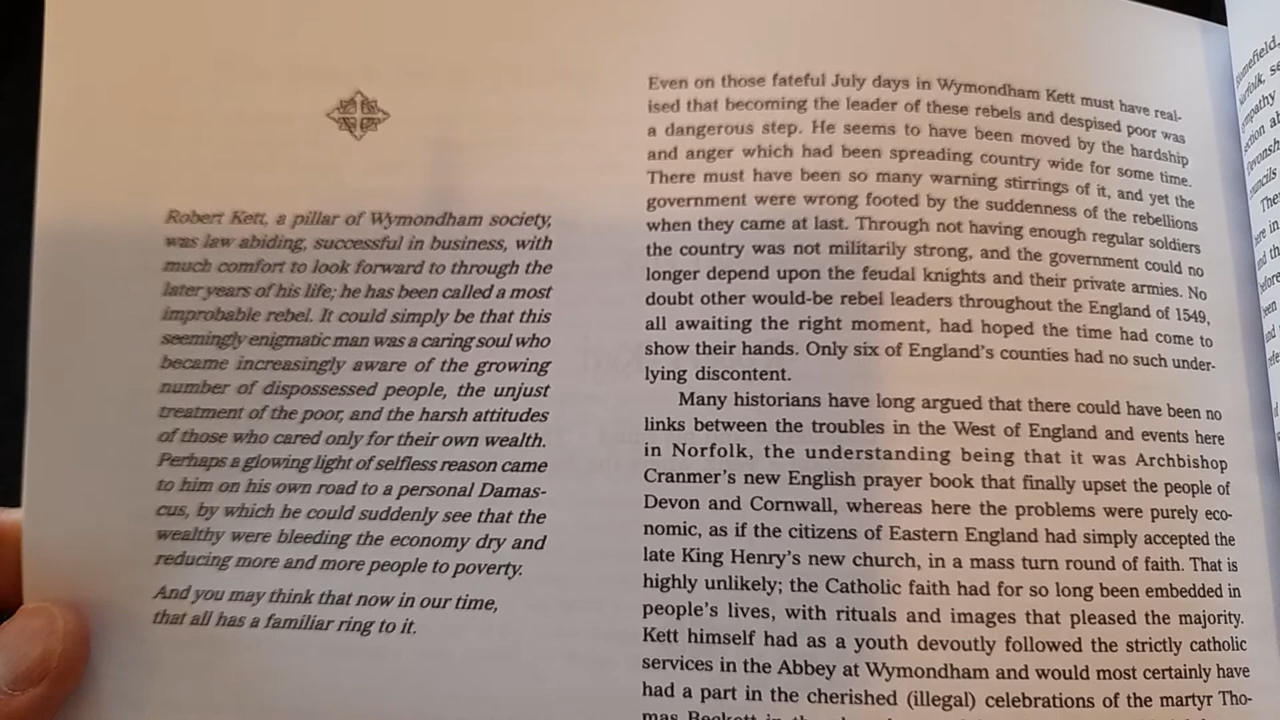 Robert Kett, a pillar of Wymondham society,
was law abiding, successful in business, with
much comfort to look forward to through the
later years of his life; he has been called a most
improbable rebel. It could simply be that this
seemingly enigmatic man was a caring soul who
became increasingly aware of the growing
number of dispossessed people, the unjust
treatment of the poor, and the harsh attitudes
of those who cared only for their own wealth.
Perhaps a glowing light of selfless reason came
to him on his own road to a personal Damas-
cus, by which he could suddenly see that the
wealthy were bleeding the economy dry and
reducing more and more people to poverty.
And you may think that now in our time,
that all has a familiar ring to it.
Even on those fateful July days in Wymondham Kett must have real-
ised that becoming the leader of these rebels and despised poor was
a dangerous step. He seems to have been moved by the hardship
and anger which had been spreading country wide for some time.
There must have been so many warning stirrings of it, and yet the
government were wrong footed by the suddenness of the rebellions
when they came at last. Through not having enough regular soldiers
the country was not militarily strong, and the government could no
longer depend upon the feudal knights and their private armies. No
doubt other would-be rebel leaders throughout the England of 1549,
all awaiting the right moment, had hoped the time had come to
show their hands. Only six of England's counties had no such under-
lying discontent.
Many historians have long argued that there could have been no
links between the troubles in the West of England and events here
in Norfolk, the understanding being that it was Archbishop
Cranmer's new English prayer book that finally upset the people of
Devon and Cornwall, whereas here the problems were purely eco-
nomic, as if the citizens of Eastern England had simply accepted the
late King Henry's new church, in a mass turn round of faith. That is
highly unlikely; the Catholic faith had for so long been embedded in
people's lives, with rituals and images that pleased the majority.
Kett himself had as a youth devoutly followed the strictly catholic
services in the Abbey at Wymondham and would most certainly have
had a part in the cherished (illegal) celebrations of the martyr Tho-
mas Beckett in the